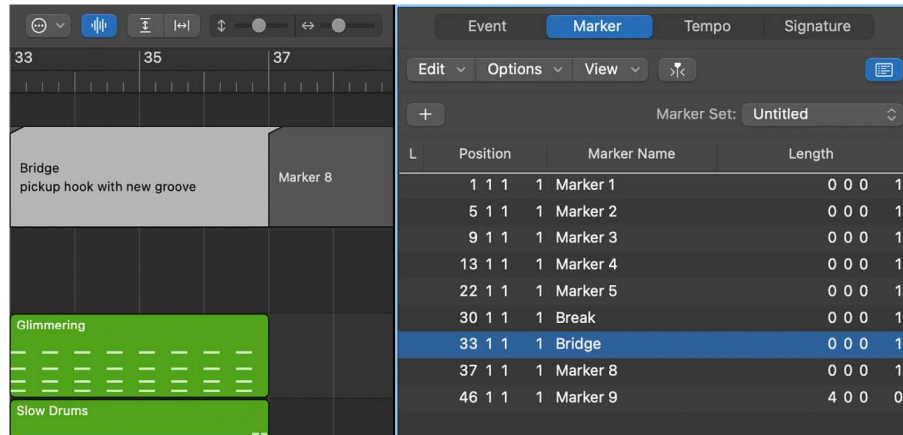 33 35 37
Bridge
pickup hook with new groove
Marker 8
Glimmering
Slow Drums
Event Marker Tempo Signature
Edit Options View
+ Marker Set: Untitled
L Position Marker Name Length
1 1 1 1 Marker 1 0 0 0 1
5 1 1 1 Marker 2 0 0 0 1
9 1 1 1 Marker 3 0 0 0 1
13 1 1 1 Marker 4 0 0 0 1
22 1 1 1 Marker 5 0 0 0 1
30 1 1 1 Break 0 0 0 1
33 1 1 1 Bridge 0 0 0 1
37 1 1 1 Marker 8 0 0 0 1
46 1 1 1 Marker 9 4 0 0 0